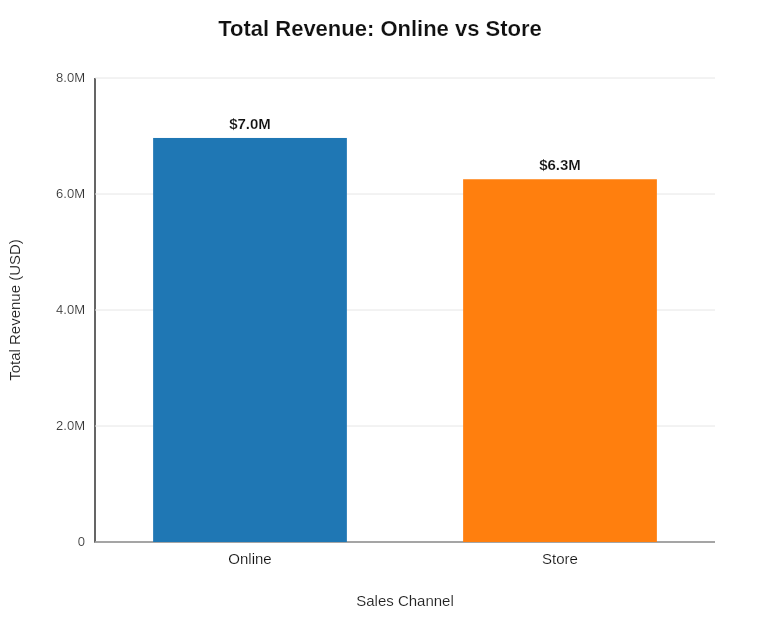 Total Revenue: Online vs Store
8.0M
$7.0M
$6.3M
6.0M
4.0M
2.0M
0
Total Revenue (USD)
Online
Store
Sales Channel